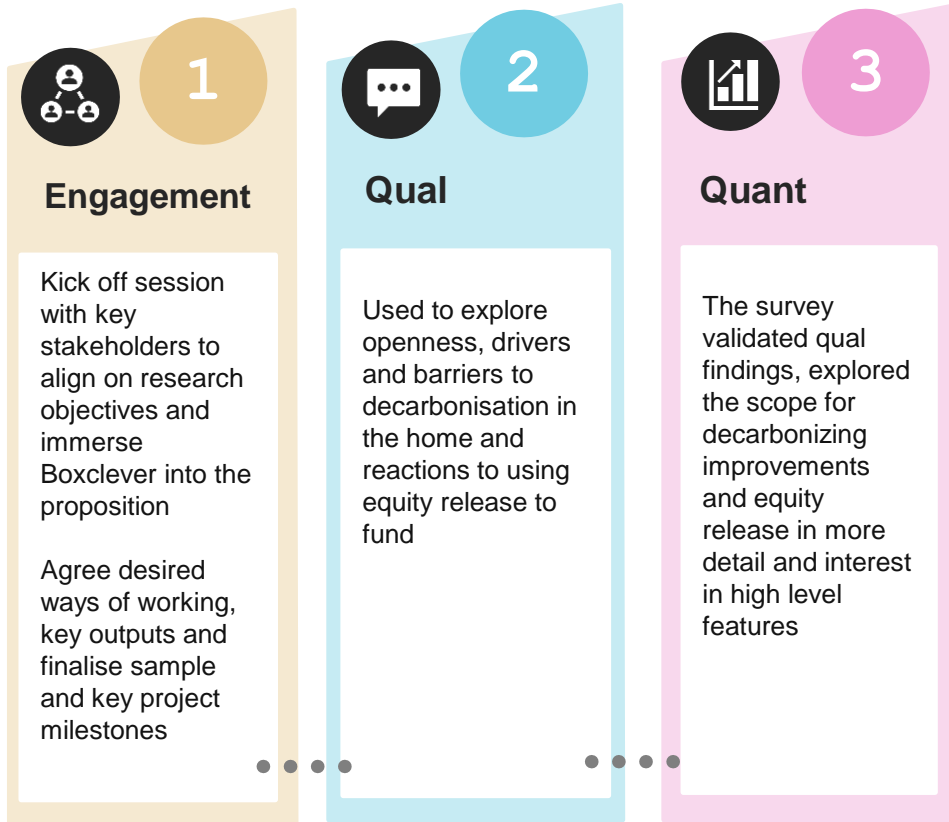 1
Engagement
Kick off session
with key
stakeholders to
align on research
objectives and
immerse
Boxclever into the
proposition
Agree desired
ways of working,
key outputs and
finalise sample
and key project
milestones
2
Qual
Used to explore
openness, drivers
and barriers to
decarbonisation in
the home and
reactions to using
equity release to
fund
3
Quant
The survey
validated qual
findings, explored
the scope for
decarbonizing
improvements
and equity
release in more
detail and interest
in high level
features